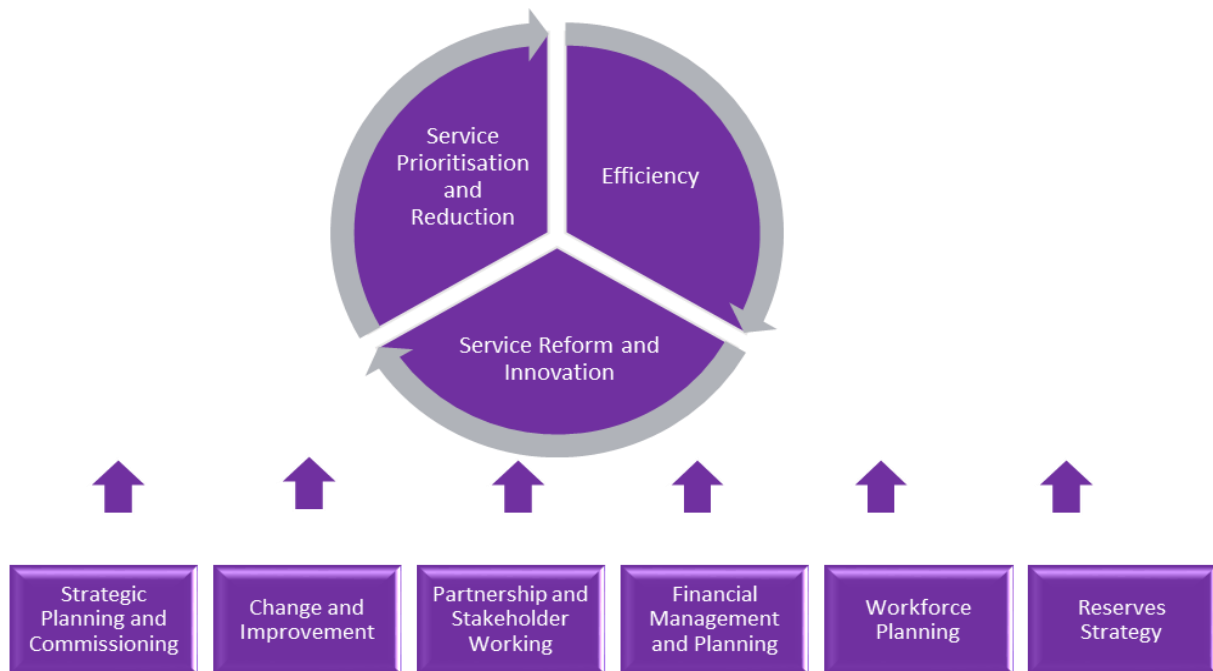 Service
Prioritisation
and
Reduction
Efficiency
Service Reform and
Innovation
Strategic
Planning and
Commissioning
Change and
Improvement
Partnership and
Stakeholder
Working
Financial
Management
and Planning
Workforce
Planning
Reserves
Strategy